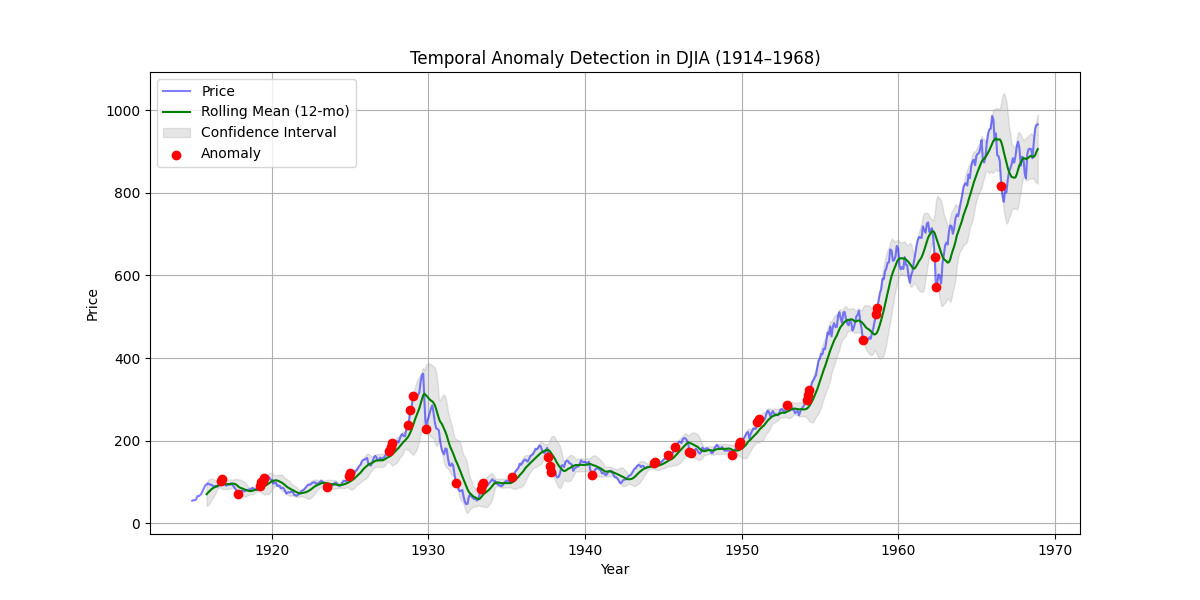 Temporal Anomaly Detection in DJIA (1914–1968)
Price
Rolling Mean (12-mo)
Confidence Interval
Anomaly
1000
800
600
400
200
0
Price
1920 1930 1940 1950 1960 1970
Year